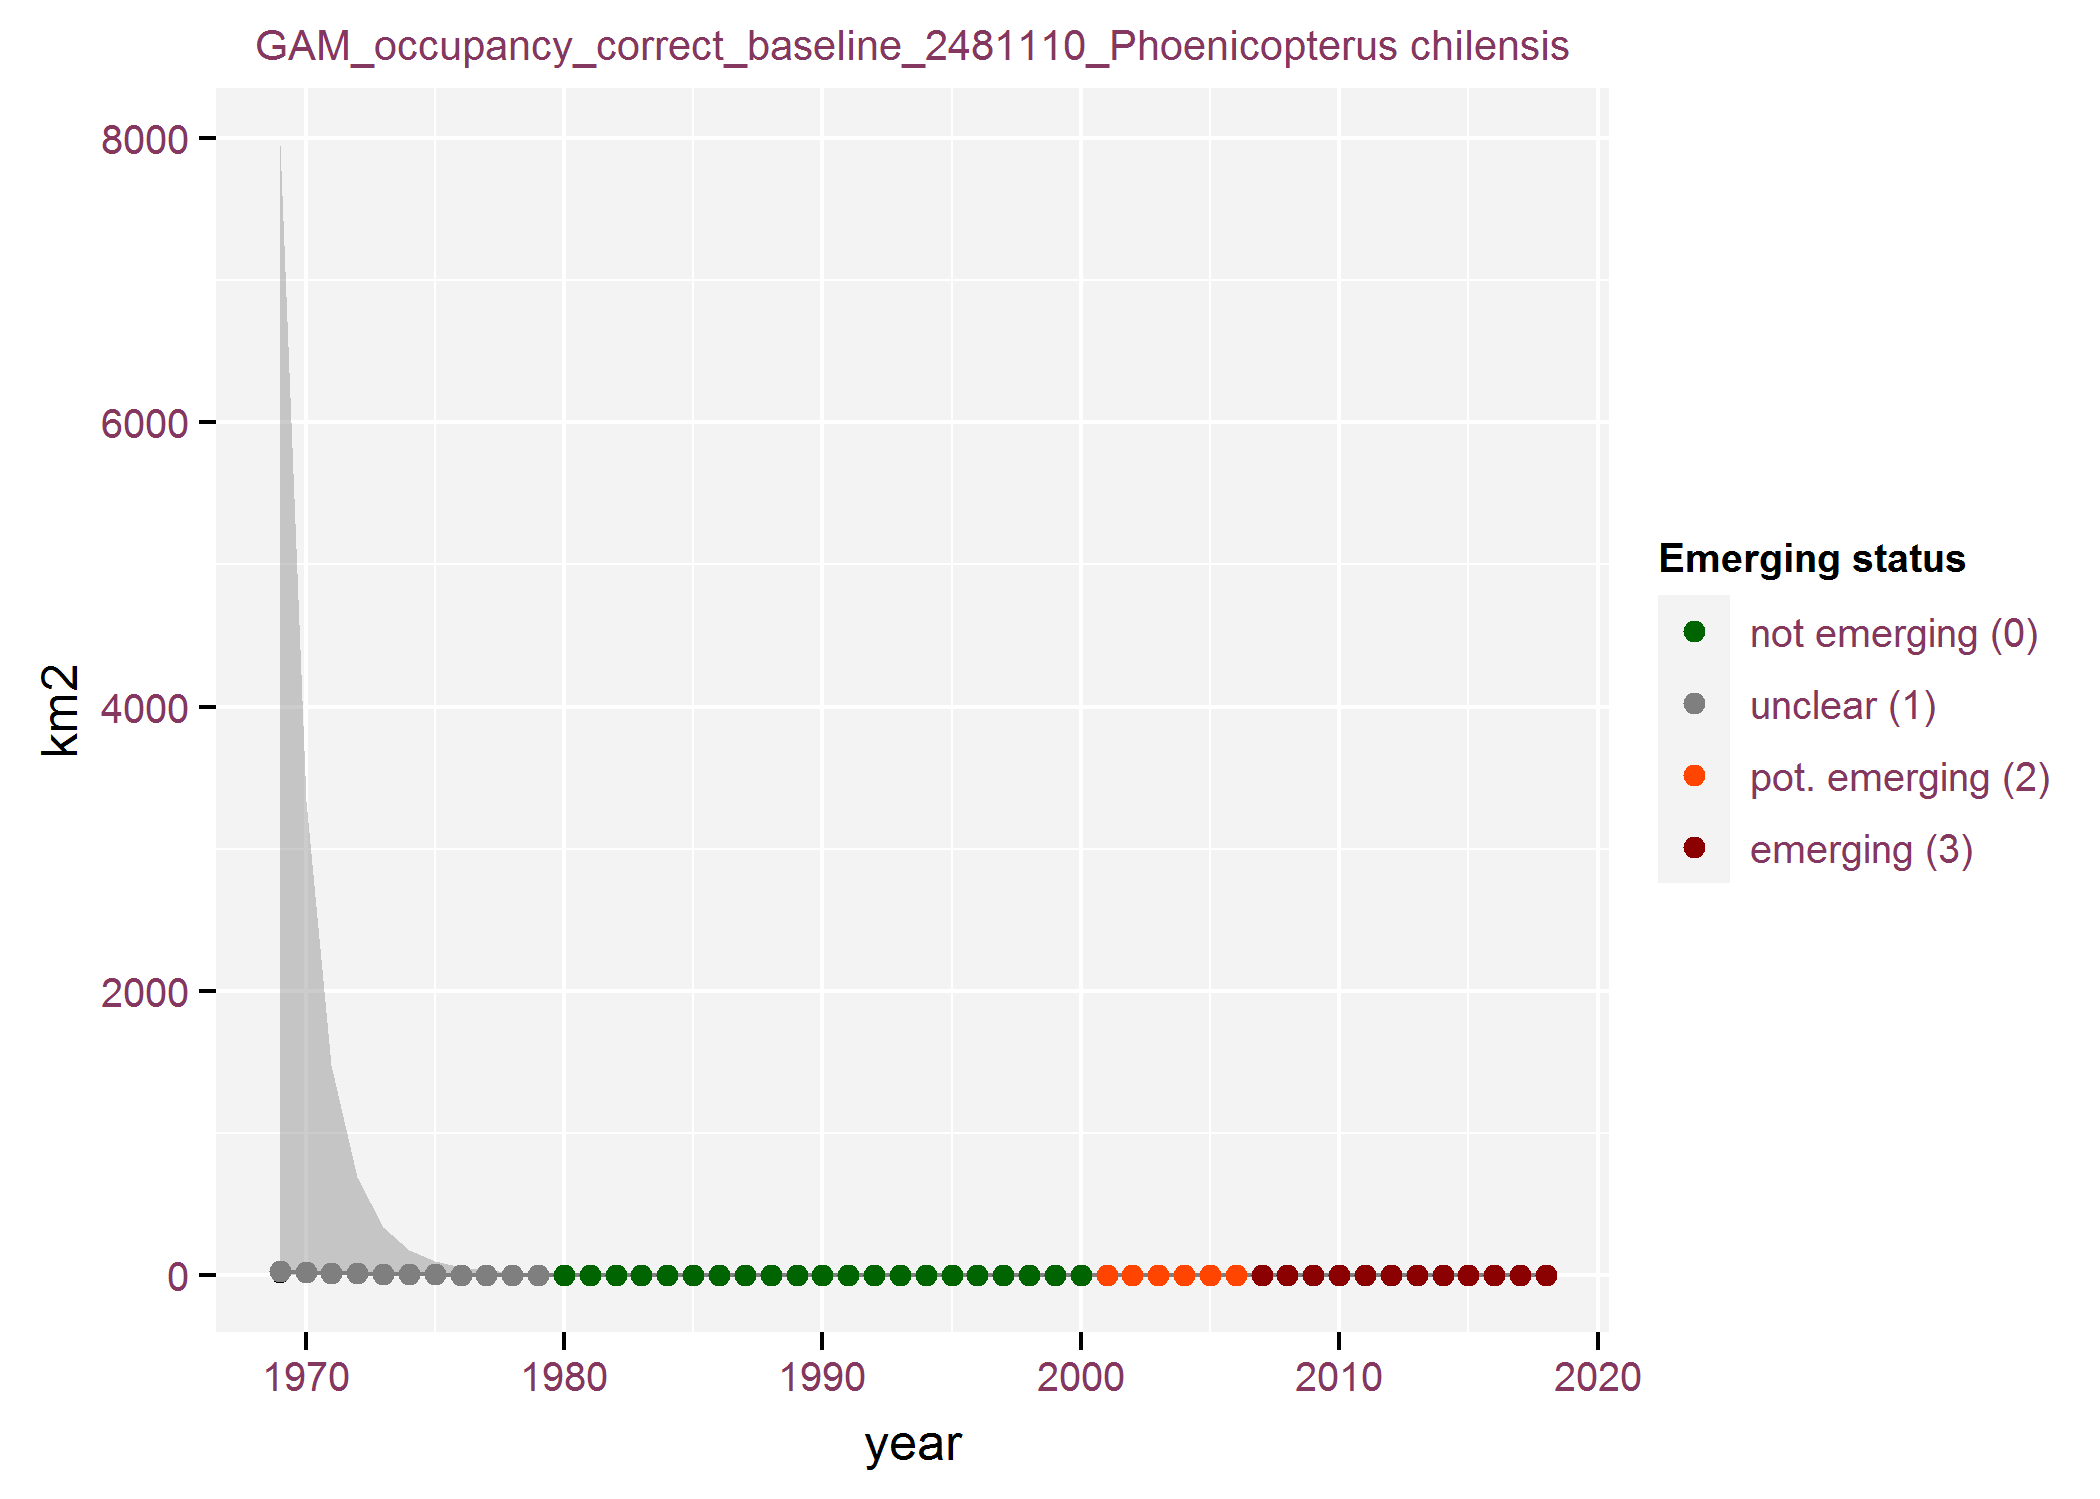 GAM_occupancy_correct_baseline_2481110_Phoenicopterus chilensis
8000
6000
4000
2000
0
km2
1970
1980
1990
2000
2010
2020
year
Emerging status
not emerging (0)
unclear (1)
pot. emerging (2)
emerging (3)